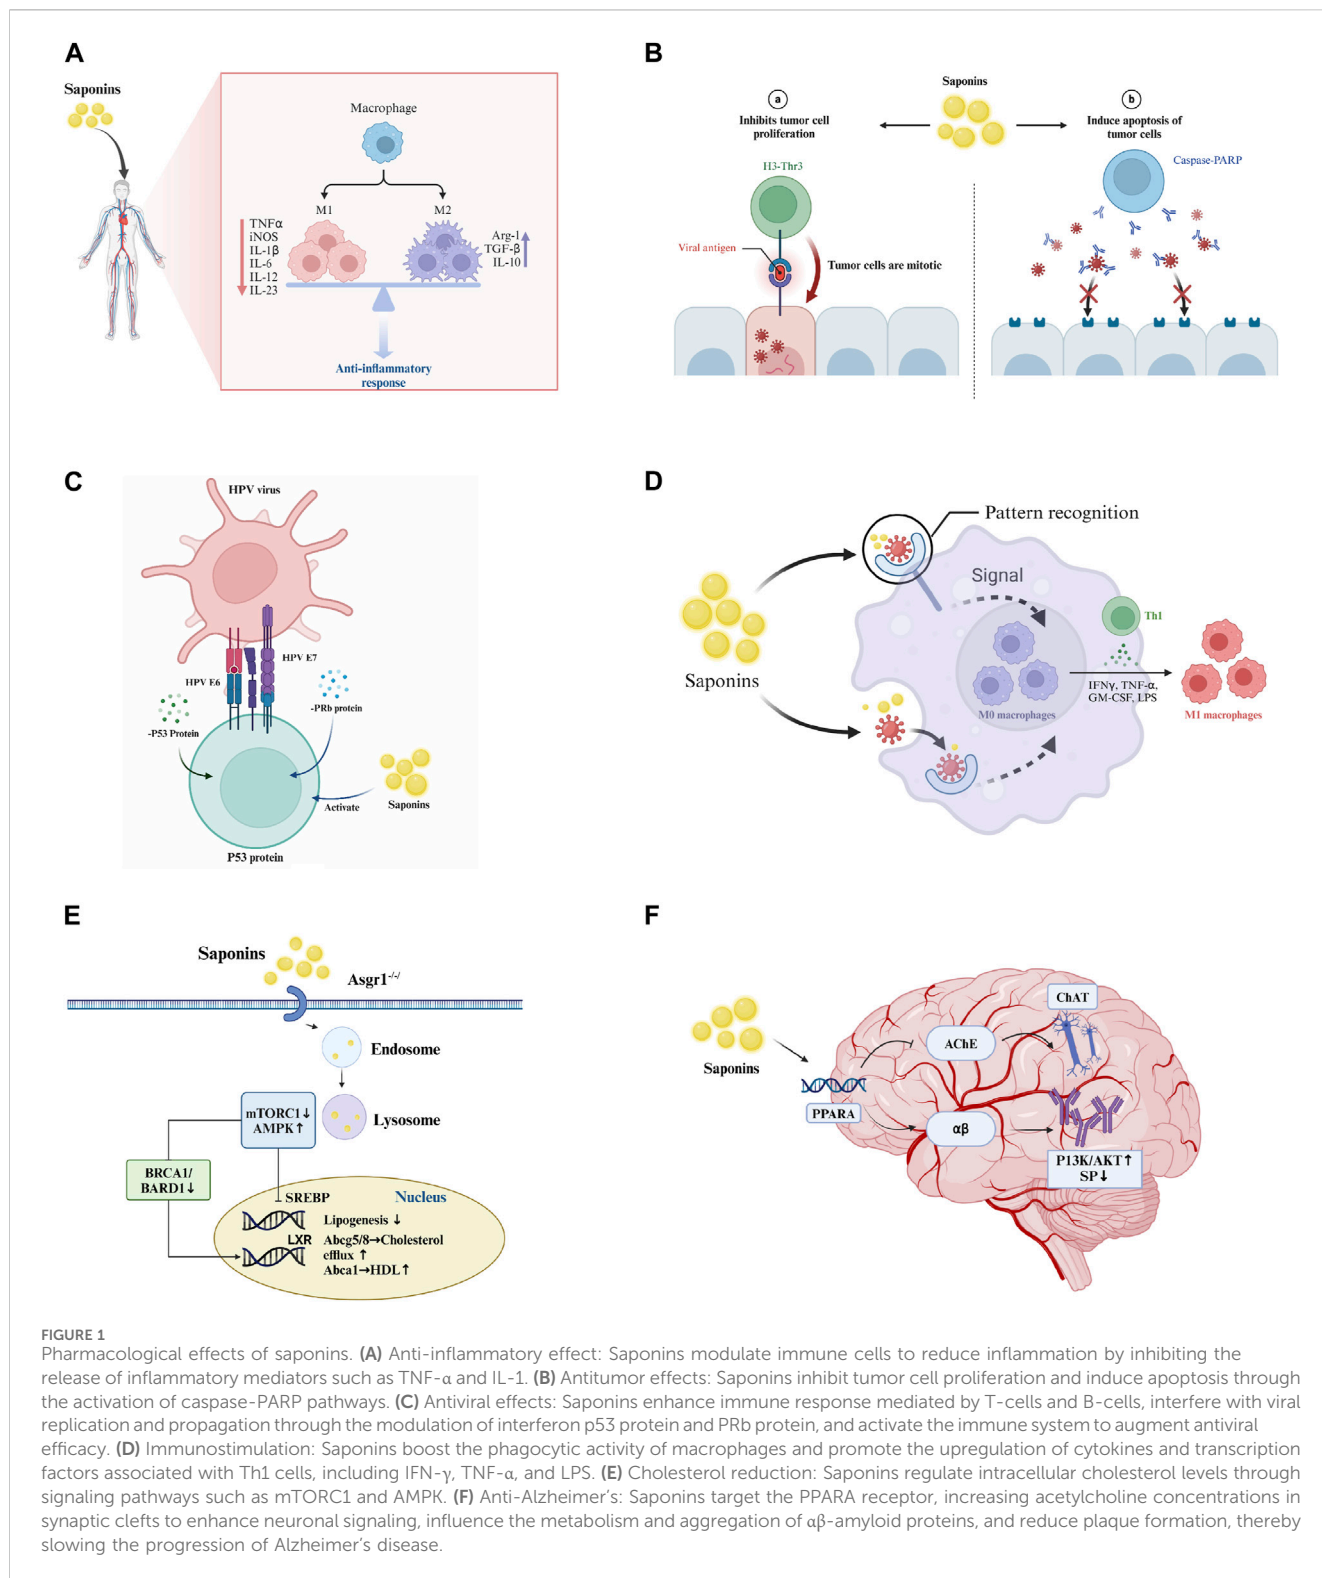 A
Saponins
Macrophage
M1
M2
TNFα
iNOS
IL-1β
IL-6
IL-12
IL-23
Arg-1
TGF-β
IL-10
Anti-inflammatory
response
B
Saponins
a
Inhibits tumor cell
proliferation
b
Induce apoptosis of
tumor cells
H3-Thr3
Caspase-PARP
Viral antigen
Tumor cells are mitotic
C
HPV virus
HPV E7
HPV E6
-P53 Protein
-PRb protein
Activate
Saponins
P53 protein
D
Pattern recognition
Signal
Th1
Saponins
M0 macrophages
IFNγ, TNF-α,
GM-CSF, LPS
M1 macrophages
E
Saponins
Asgr1-/-/
Endosome
Lysosome
mTORC1↓
AMPK↑
BRCA1/
BARD1↓
SREBP
Nucleus
Lipogenesis ↓
LXR
Abcg5/8→Cholesterol
efflux ↑
Abca1→HDL↑
F
Saponins
PPARA
AChE
ChAT
αβ
P13K/AKT↑
SP↓
FIGURE 1
Pharmacological effects of saponins. (A) Anti-inflammatory effect: Saponins modulate immune cells to reduce inflammation by inhibiting the
release of inflammatory mediators such as TNF-α and IL-1. (B) Antitumor effects: Saponins inhibit tumor cell proliferation and induce apoptosis through
the activation of caspase-PARP pathways. (C) Antiviral effects: Saponins enhance immune response mediated by T-cells and B-cells, interfere with viral
replication and propagation through the modulation of interferon p53 protein and PRb protein, and activate the immune system to augment antiviral
efficacy. (D) Immunostimulation: Saponins boost the phagocytic activity of macrophages and promote the upregulation of cytokines and transcription
factors associated with Th1 cells, including IFN-γ, TNF-α, and LPS. (E) Cholesterol reduction: Saponins regulate intracellular cholesterol levels through
signaling pathways such as mTORC1 and AMPK. (F) Anti-Alzheimer's: Saponins target the PPARA receptor, increasing acetylcholine concentrations in
synaptic clefts to enhance neuronal signaling, influence the metabolism and aggregation of αβ-amyloid proteins, and reduce plaque formation, thereby
slowing the progression of Alzheimer's disease.